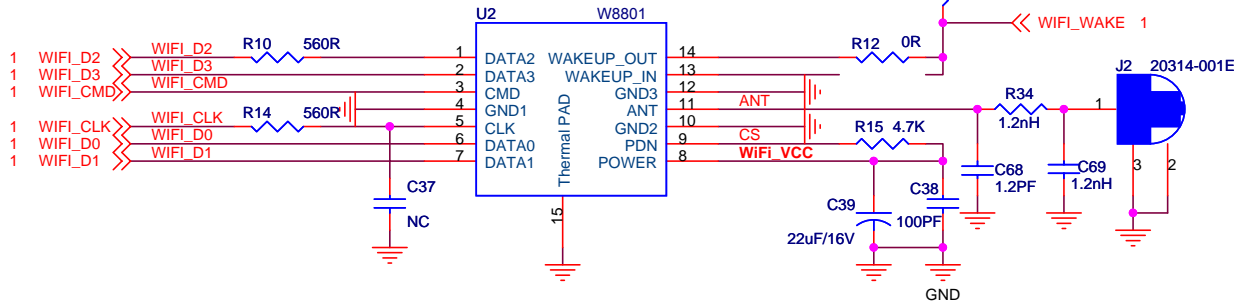 U2 W8801
WIFI_WAKE 1
1 WIFI_D2 WIFI_D2 R10 560R 1 DATA2 WAKEUP_OUT 14 R12 0R
1 WIFI_D3 WIFI_D3 2 DATA3 WAKEUP_IN 13
1 WIFI_CMD WIFI_CMD 3 CMD GND3 12
4 GND1 ANT 11 ANT
1 WIFI_CLK WIFI_CLK R14 560R 5 CLK GND2 10
1 WIFI_D0 WIFI_D0 6 DATA0 PDN 9 CS R15 4.7K
1 WIFI_D1 WIFI_D1 7 DATA1 POWER 8 WiFi_VCC
Thermal PAD
15
J2 20314-001E
R34
1.2nH
1
3
2
C68
1.2PF
C69
1.2nH
C37
NC
C39
22uF/16V
C38
100PF
GND